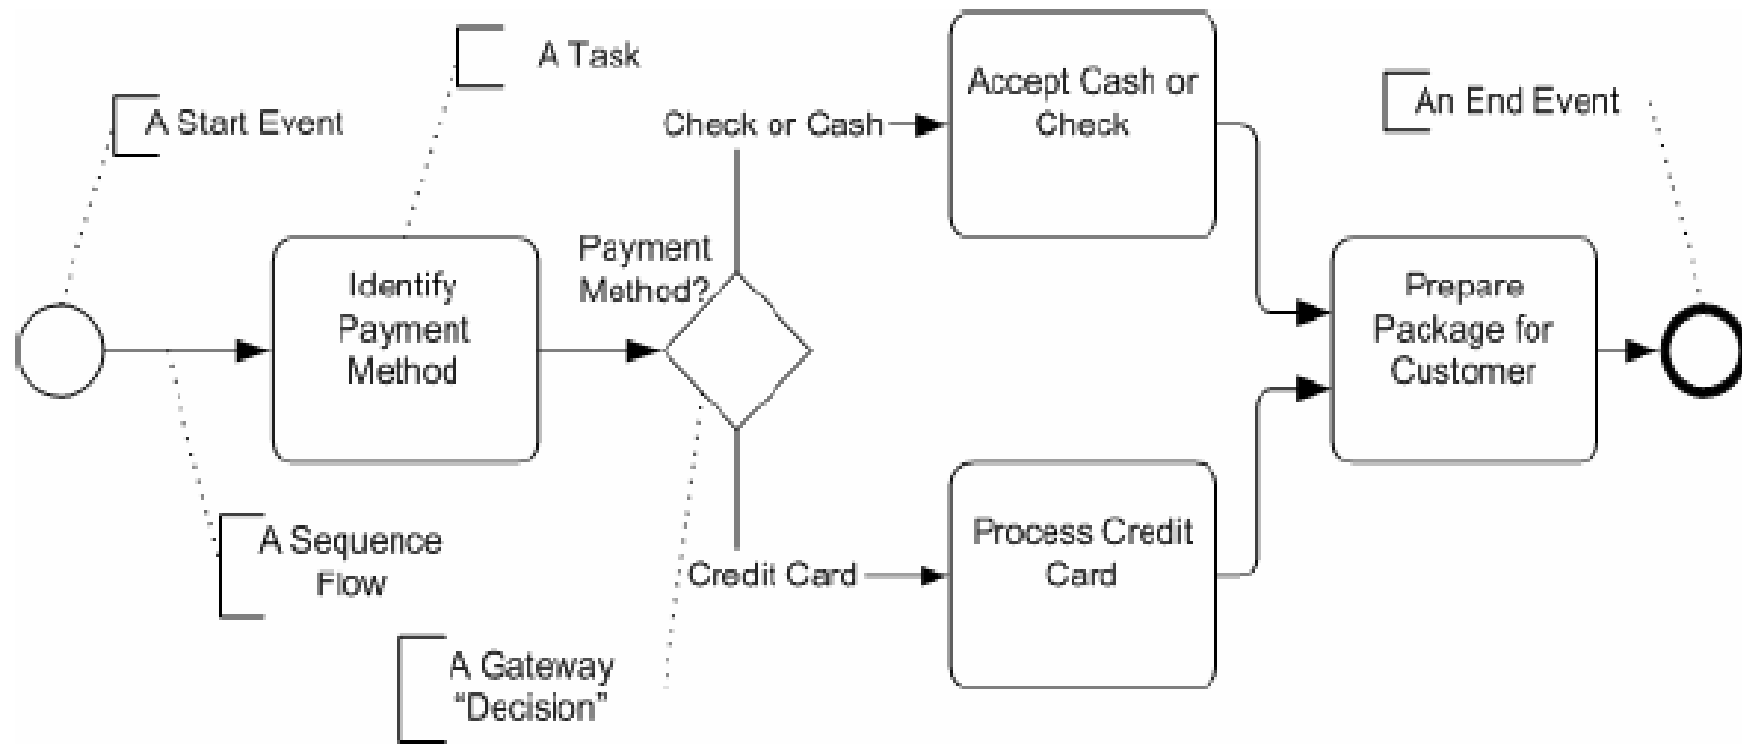 A Task
A Start Event
Check or Cash
Accept Cash or
Check
An End Event
Payment
Method?
Identify
Payment
Method
Prepare
Package for
Customer
A Sequence
Flow
Credit Card
Process Credit
Card
A Gateway
“Decision”